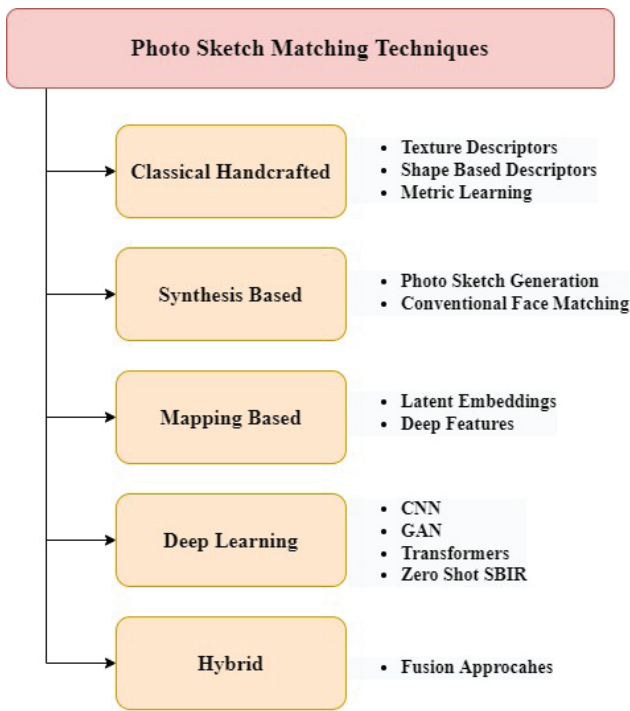 Photo Sketch Matching Techniques
Classical Handcrafted
• Texture Descriptors
• Shape Based Descriptors
• Metric Learning
Synthesis Based
• Photo Sketch Generation
• Conventional Face Matching
Mapping Based
• Latent Embeddings
• Deep Features
Deep Learning
• CNN
• GAN
• Transformers
• Zero Shot SBIR
Hybrid
• Fusion Approcahes